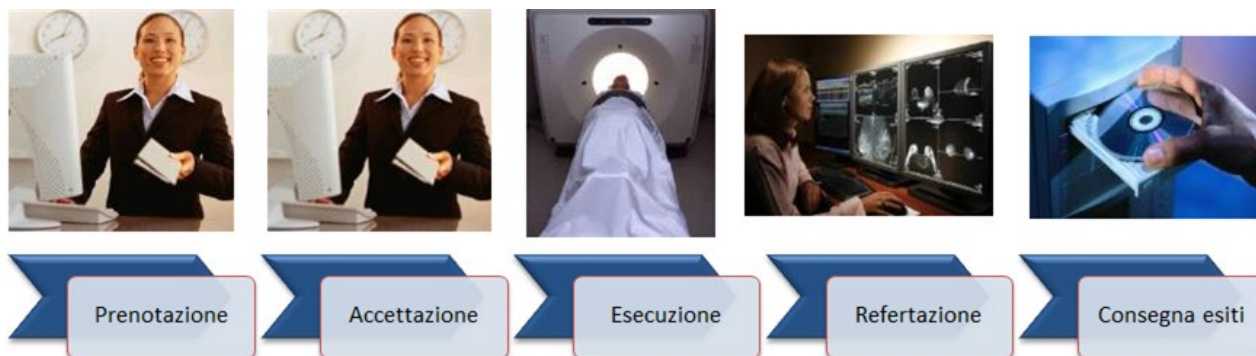 Prenotazione
Accettazione
Esecuzione
Refertazione
Consegna esiti